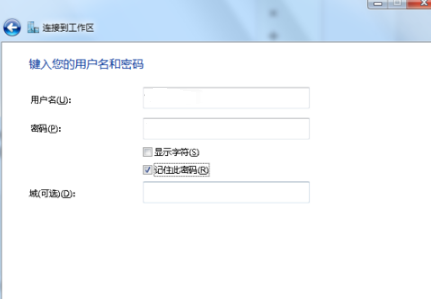 连接到工作区
键入您的用户名和密码
用户名(U):
密码(P):
显示字符(S)
记住此密码(R)
域(可选)(D):